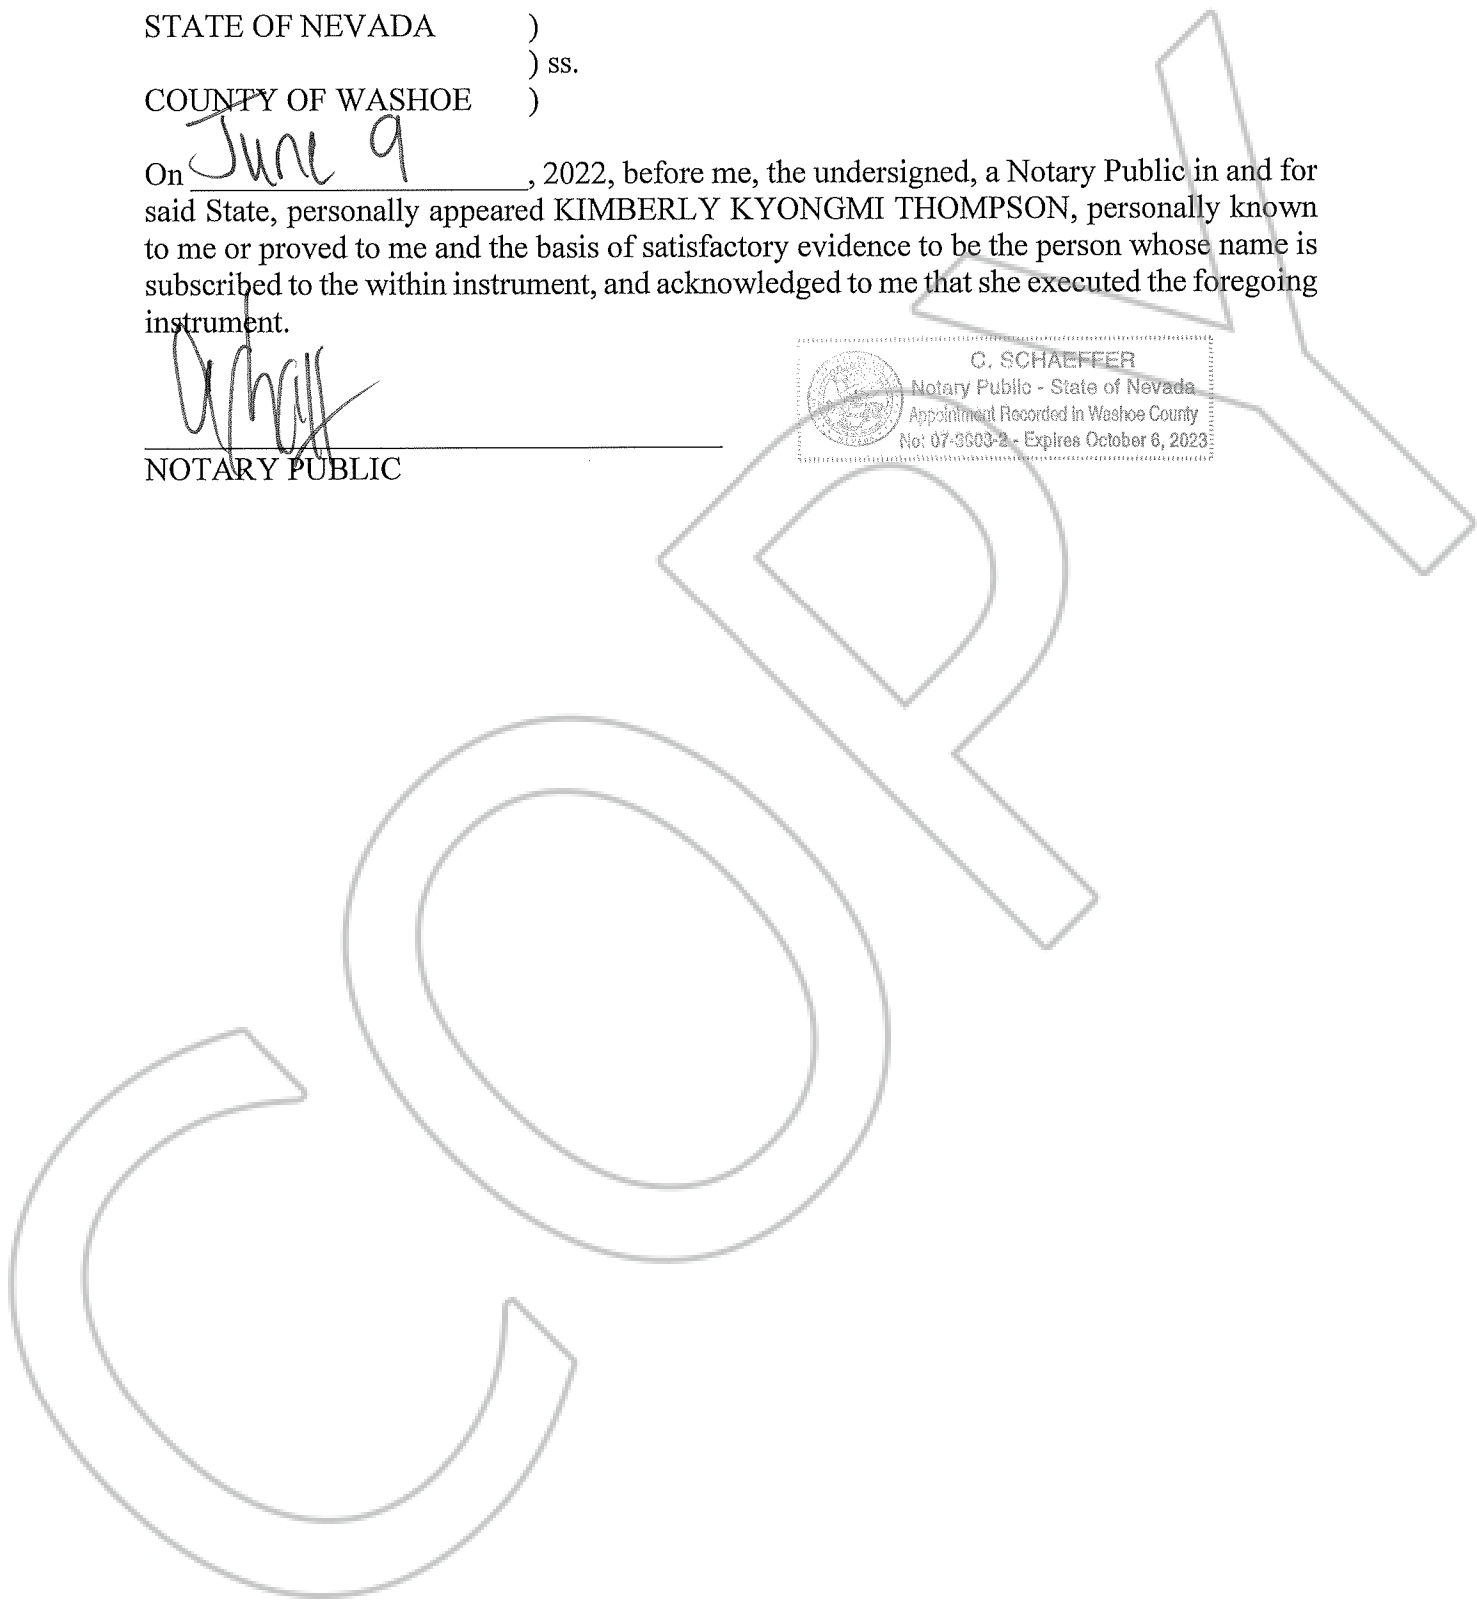 STATE OF NEVADA )
) ss.
COUNTY OF WASHOE )
On June 9, 2022, before me, the undersigned, a Notary Public in and for
said State, personally appeared KIMBERLY KYONGMI THOMPSON, personally known
to me or proved to me and the basis of satisfactory evidence to be the person whose name is
subscribed to the within instrument, and acknowledged to me that she executed the foregoing
instrument.
C. SCHAEFFER
Notary Public - State of Nevada
Appointment Recorded in Washoe County
No: 07-3603-2 - Expires October 6, 2023
NOTARY PUBLIC
COPY